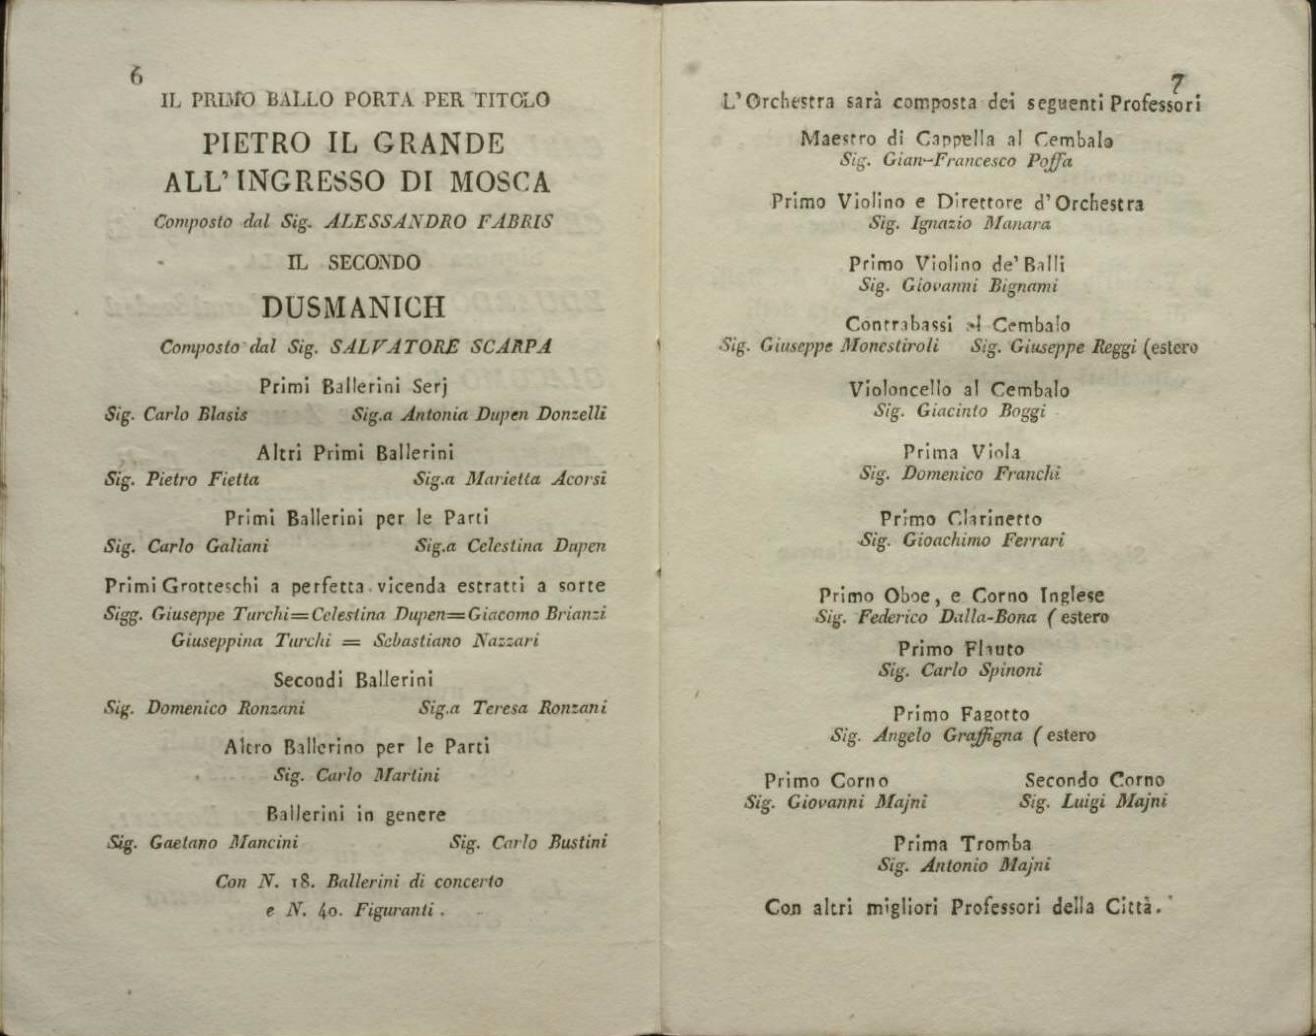 6
IL PRIMO BALLO PORTA PER TITOLO
PIETRO IL GRANDE
ALL' INGRESSO DI MOSCA
Composto dal Sig. ALESSANDRO FABRIS
IL SECONDO
DUSMANICH
Composto dal Sig. SALVATORE SCARPA
Primi Ballerini Serj
Sig. Carlo Blasis Sig.a Antonia Dupen Donzelli
Altri Primi Ballerini
Sig. Pietro Fietta Sig.a Marietta Acorsi
Primi Ballerini per le Parti
Sig. Carlo Galiani Sig.a Celestina Dupen
Primi Grotteschi a perfetta vicenda estratti a sorte
Sigg. Giuseppe Turchi=Celestina Dupen=Giacomo Brianzi
Giuseppina Turchi = Sebastiano Nazzari
Secondi Ballerini
Sig. Domenico Ronzani Sig.a Teresa Ronzani
Altro Ballerino per le Parti
Sig. Carlo Martini
Ballerini in genere
Sig. Gaetano Mancini Sig. Carlo Bustini
Con N. 18. Ballerini di concerto
e N. 40. Figuranti .
7
L'Orchestra sarà composta dei seguenti Professori
Maestro di Cappella al Cembalo
Sig. Gian-Francesco Poffa
Primo Violino e Direttore d'Orchestra
Sig. Ignazio Manara
Primo Violino de' Balli
Sig. Giovanni Bignami
Contrabassi al Cembalo
Sig. Giuseppe Monestiroli Sig. Giuseppe Reggi (estero
Violoncello al Cembalo
Sig. Giacinto Boggi
Prima Viola
Sig. Domenico Franchi
Primo Clarinetto
Sig. Gioachimo Ferrari
Primo Oboe, e Corno Inglese
Sig. Federico Dalla-Bona ( estero
Primo Flauto
Sig. Carlo Spinoni
Primo Fagotto
Sig. Angelo Graffigna ( estero
Primo Corno Secondo Corno
Sig. Giovanni Majni Sig. Luigi Majni
Prima Tromba
Sig. Antonio Majni
Con altri migliori Professori della Città.